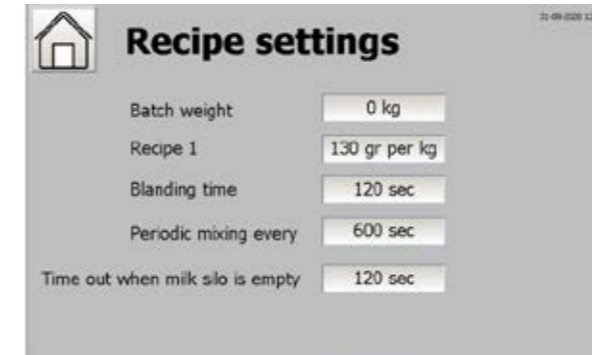 Recipe settings
Batch weight 0 kg
Recipe 1 130 gr per kg
Blanding time 120 sec
Periodic mixing every 600 sec
Time out when milk silo is empty 120 sec